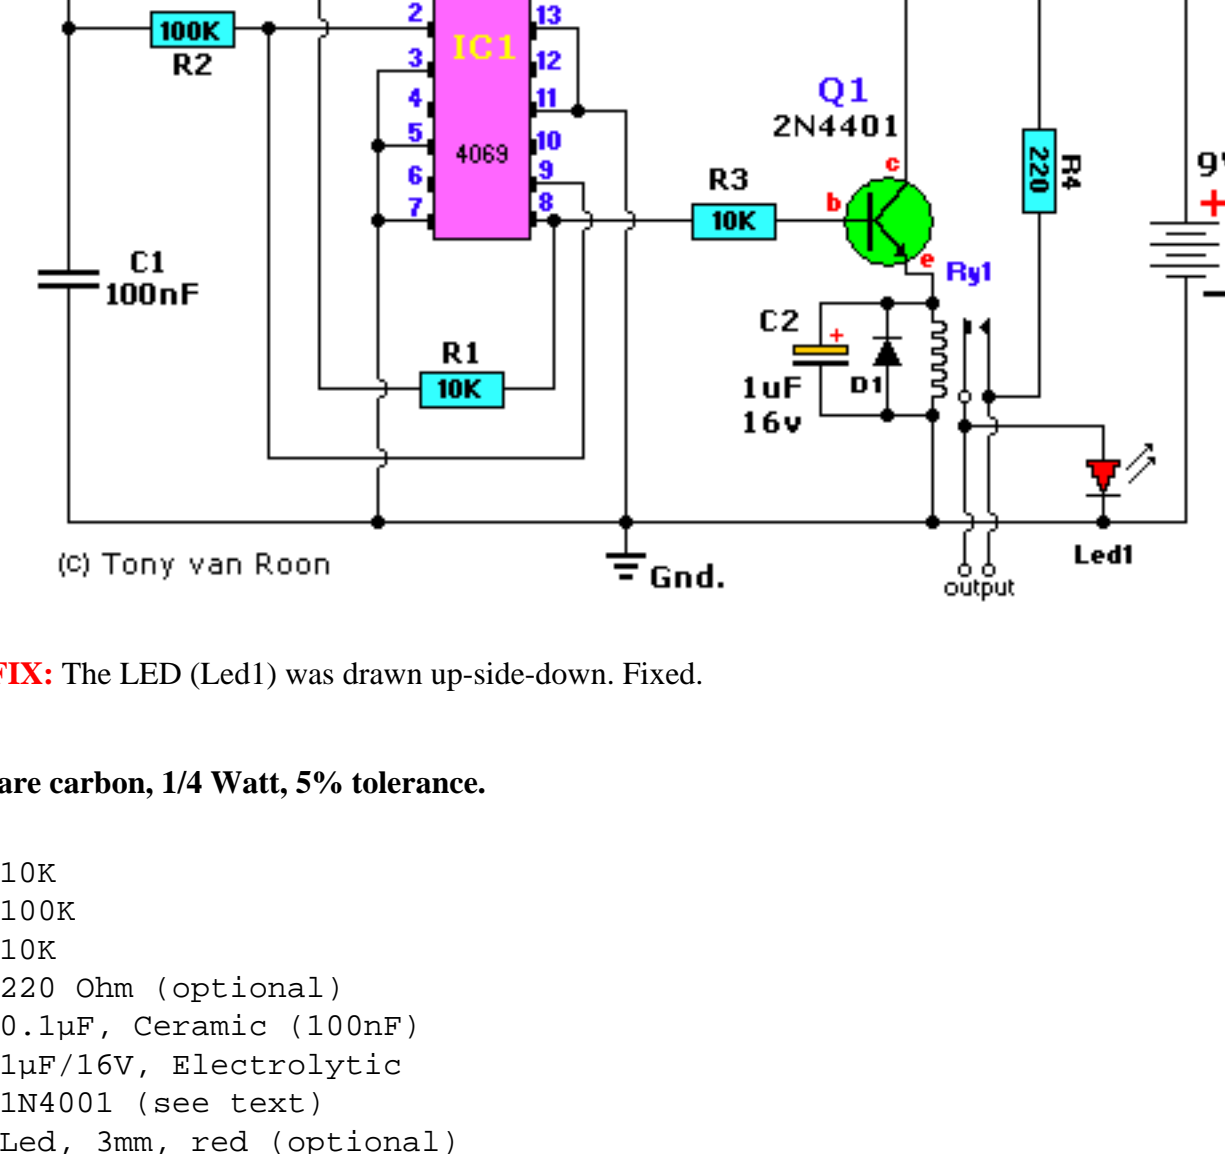 2
13
100K
IC1
R2
3
12
4
11
Q1
2N4401
5
10
4069
c
220
R4
9
6
9
R3
7
8
b
10K
+
e
Ry1
C1
100nF
C2
+
R1
10K
1uF
D1
16v
(c) Tony van Roon
Gnd.
Led1
output
FIX: The LED (Led1) was drawn up-side-down. Fixed.
are carbon, 1/4 Watt, 5% tolerance.
10K
100K
10K
220 Ohm (optional)
0.1µF, Ceramic (100nF)
1µF/16V, Electrolytic
1N4001 (see text)
Led, 3mm, red (optional)